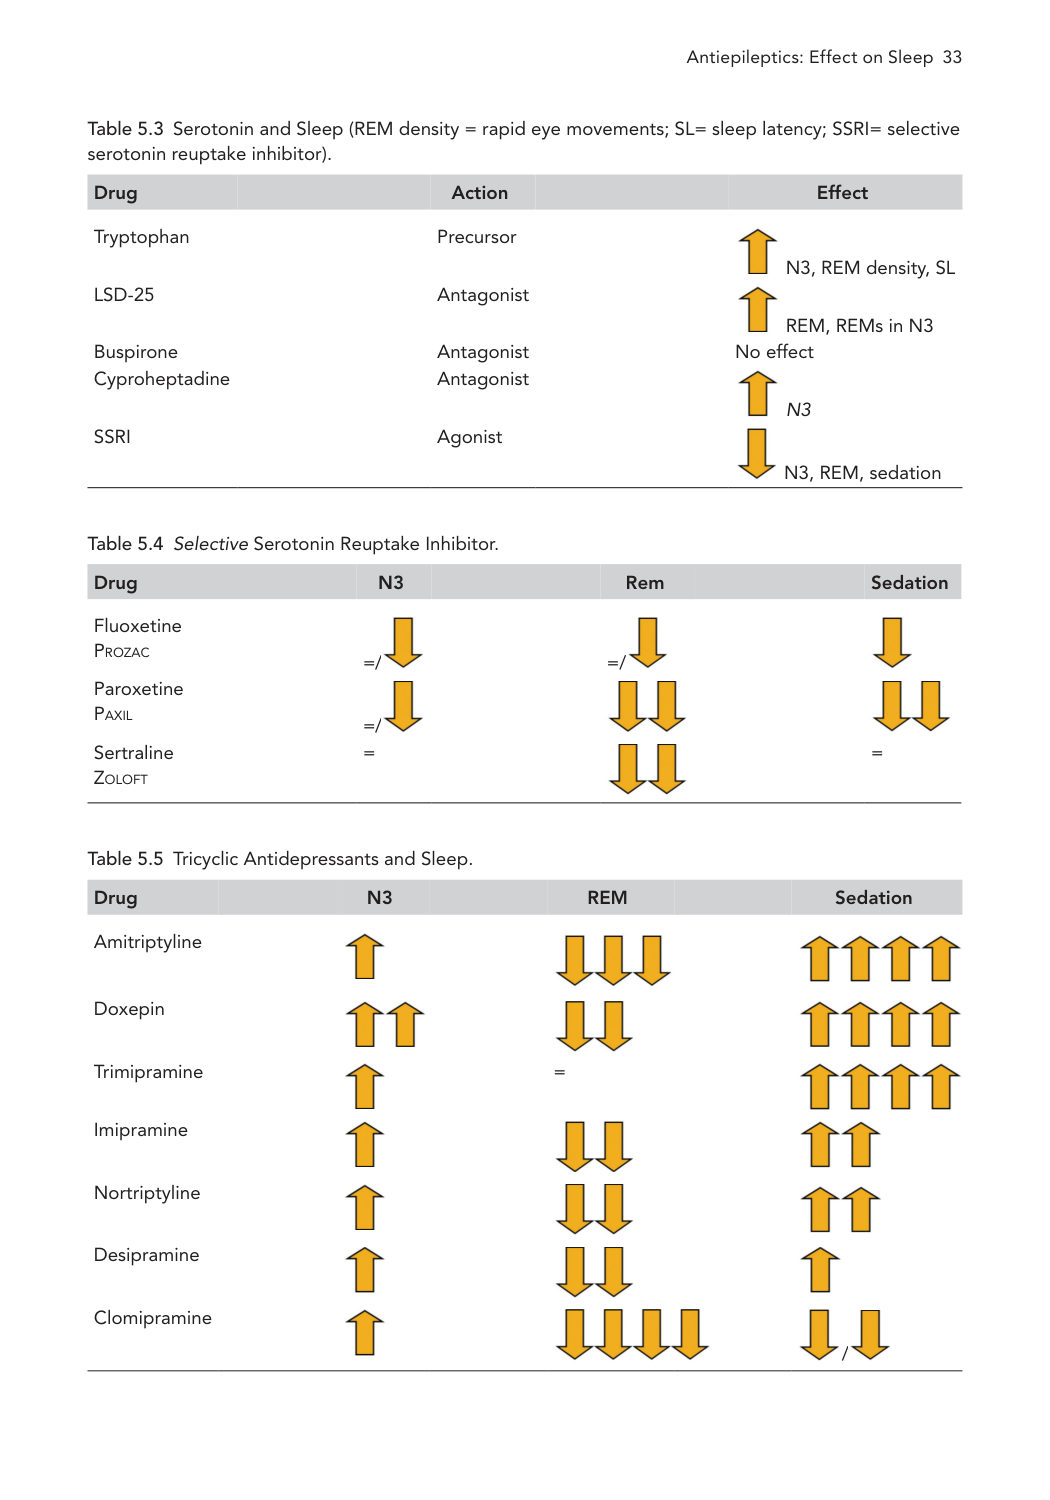 Antiepileptics: Effect on Sleep 33
Table 5.3 Serotonin and Sleep (REM density = rapid eye movements; SL= sleep latency; SSRI= selective
serotonin reuptake inhibitor).
Drug Action Effect
Tryptophan Precursor N3, REM density, SL
LSD-25 Antagonist REM, REMs in N3
Buspirone Antagonist No effect
Cyproheptadine Antagonist N3
SSRI Agonist N3, REM, sedation
Table 5.4 Selective Serotonin Reuptake Inhibitor.
Drug N3 Rem Sedation
Fluoxetine
PROZAC =/ =/
Paroxetine
PAXIL =/
Sertraline = =
ZOLOFT
Table 5.5 Tricyclic Antidepressants and Sleep.
Drug N3 REM Sedation
Amitriptyline
Doxepin
Trimipramine =
Imipramine
Nortriptyline
Desipramine
Clomipramine /